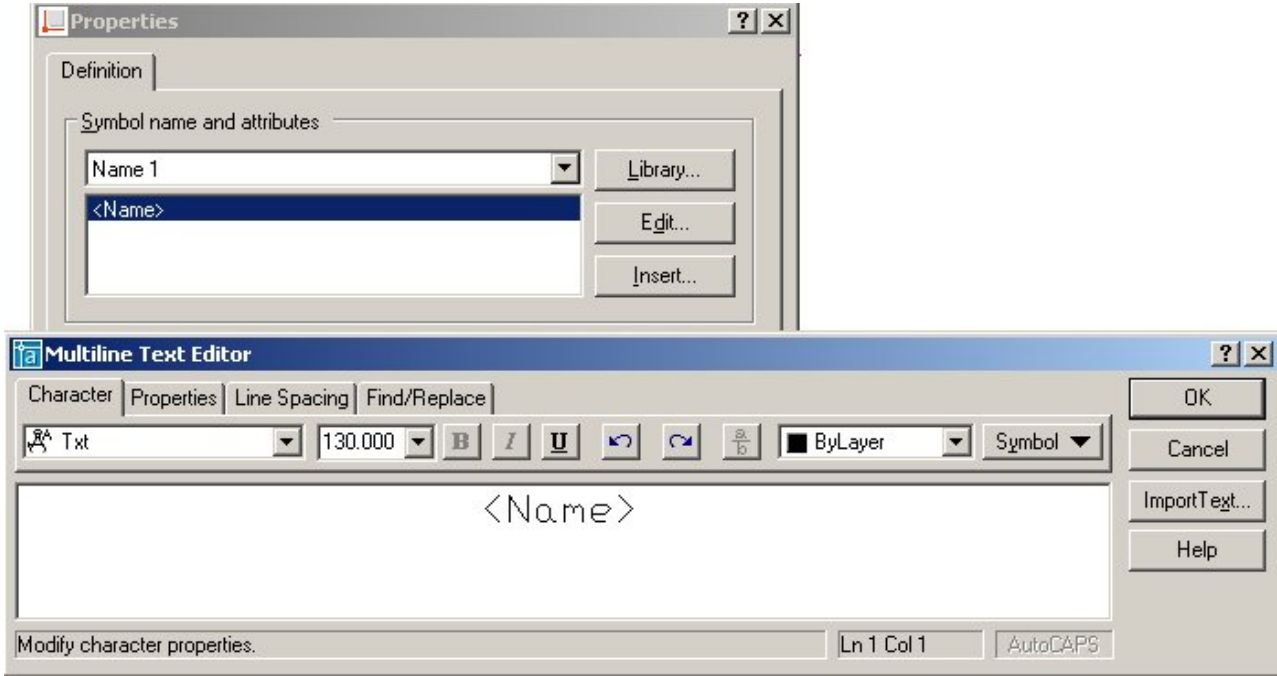 Properties
Definition
Symbol name and attributes
Name 1
Library...
<Name>
Edit...
Insert...
Multiline Text Editor
Character Properties Line Spacing Find/Replace
OK
Txt 130.000 B I U a/b ByLayer Symbol
Cancel
<Name>
ImportText...
Help
Modify character properties. Ln 1 Col 1 AutoCAPS